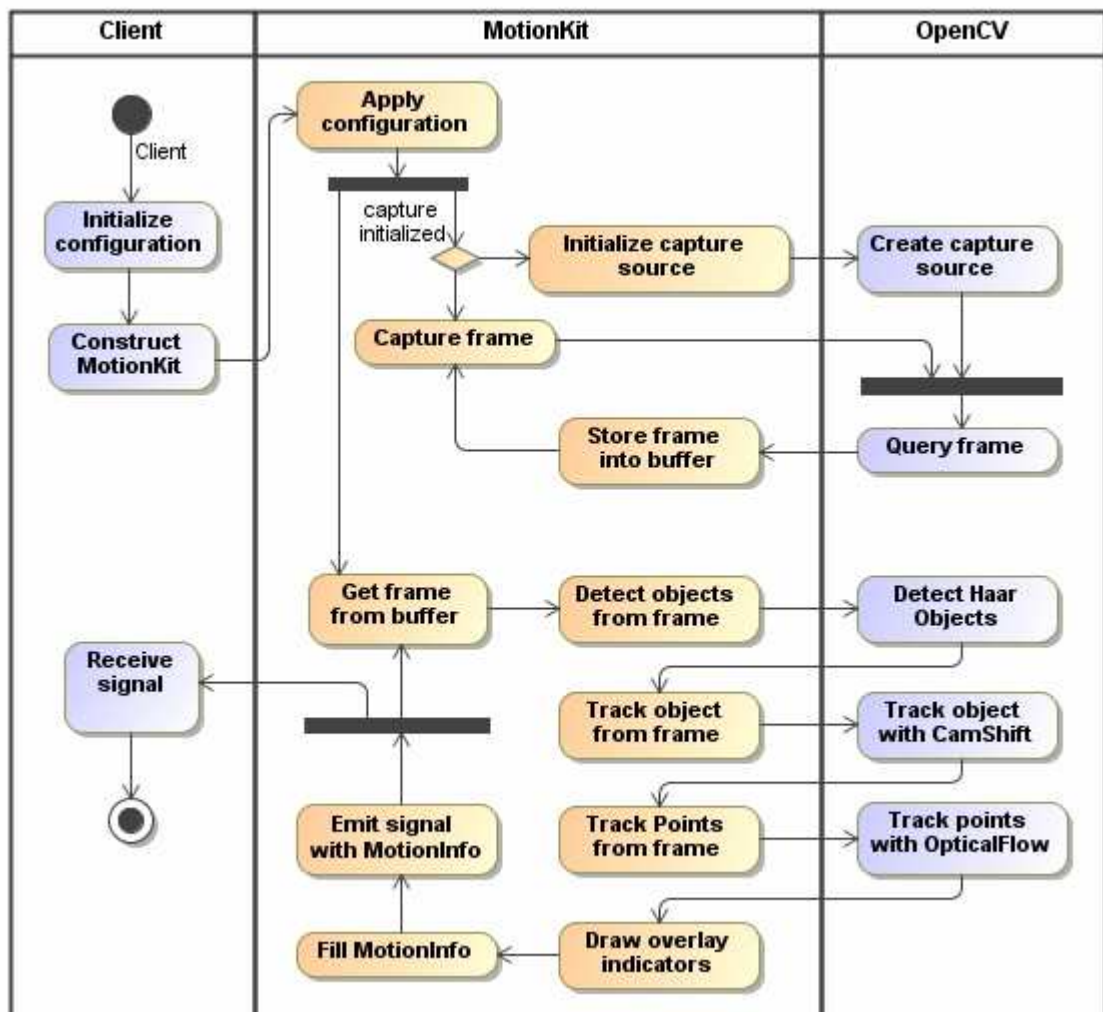 Client
MotionKit
OpenCV
Apply
configuration
Client
Initialize
configuration
capture
initialized
Initialize capture
source
Create capture
source
Construct
MotionKit
Capture frame
Store frame
into buffer
Query frame
Get frame
from buffer
Detect objects
from frame
Detect Haar
Objects
Receive
signal
Track object
from frame
Track object
with CamShift
Emit signal
with MotionInfo
Track Points
from frame
Track points
with OpticalFlow
Fill MotionInfo
Draw overlay
indicators